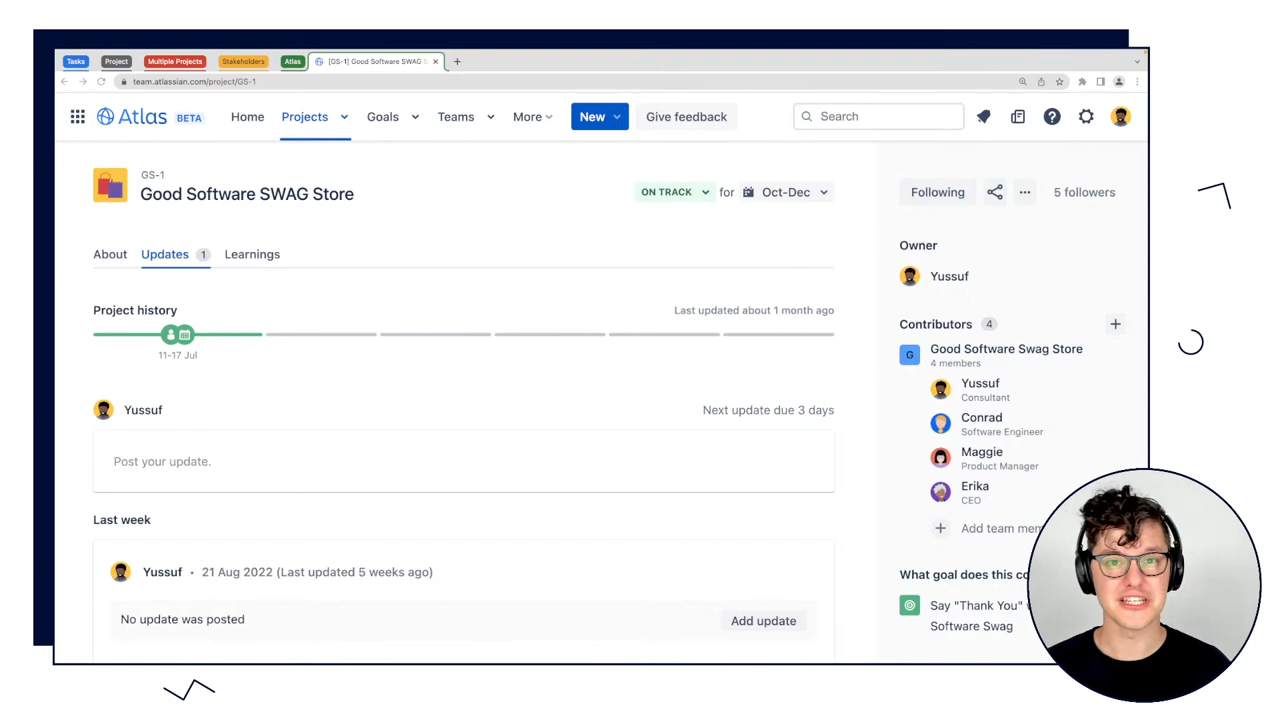 Tasks Project Multiple Projects Stakeholders Atlas [GS-1] Good Software SWAG S
team.atlassian.com/project/GS-1
Atlas BETA Home Projects Goals Teams More New Give feedback Search
GS-1
Good Software SWAG Store
ON TRACK for Oct-Dec
Following 5 followers
About Updates 1 Learnings
Project history
Last updated about 1 month ago
11-17 Jul
Yussuf
Next update due 3 days
Post your update.
Last week
Yussuf • 21 Aug 2022 (Last updated 5 weeks ago)
No update was posted
Add update
Owner
Yussuf
Contributors 4
G
Good Software Swag Store
4 members
Yussuf
Consultant
Conrad
Software Engineer
Maggie
Product Manager
Erika
CEO
Add team
What goal does this
Say "Thank You"
Software Swag